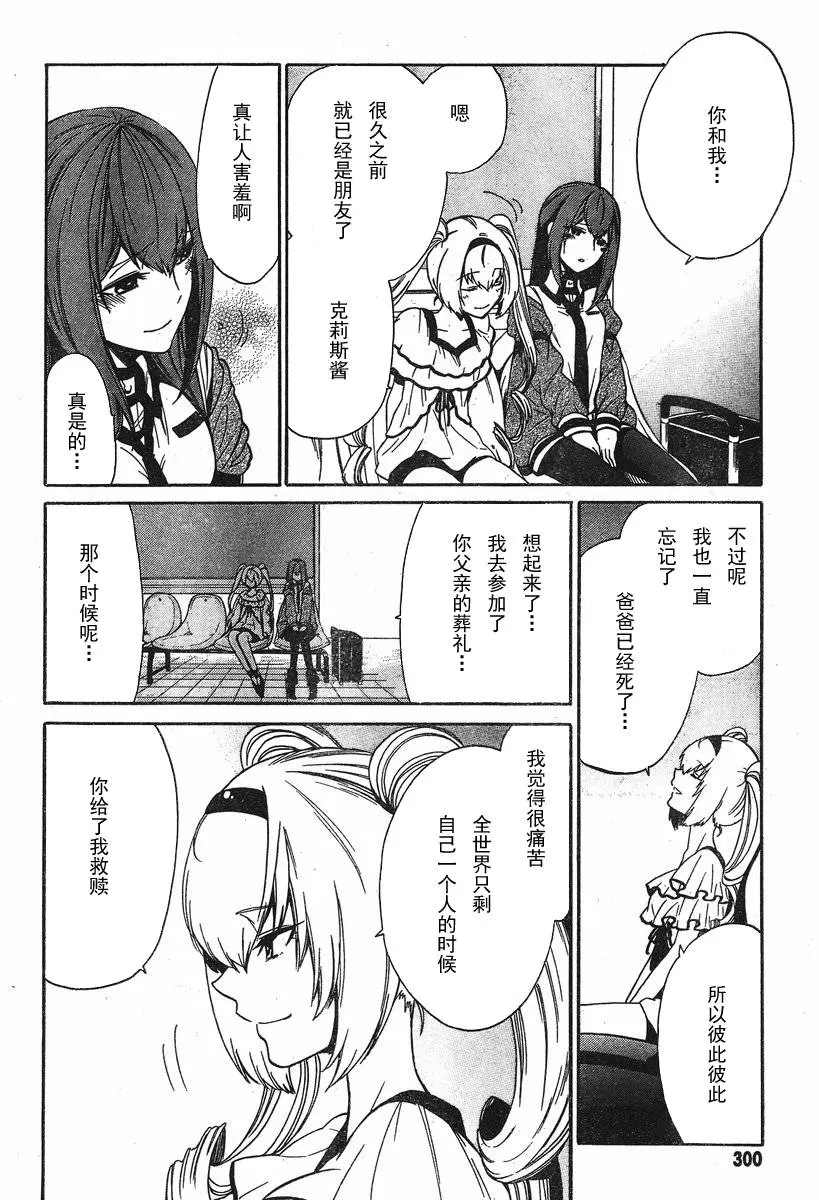 你和我…
嗯
很久之前
就已经是朋友了
克莉斯酱
真让人害羞啊
真是的…
不过呢
我也一直
忘记了
爸爸已经死了…
所以彼此彼此
想起来了…
我去参加了
你父亲的葬礼…
那个时候呢…
我觉得很痛苦
全世界只剩
自己一个人的时候
你给了我救赎
300